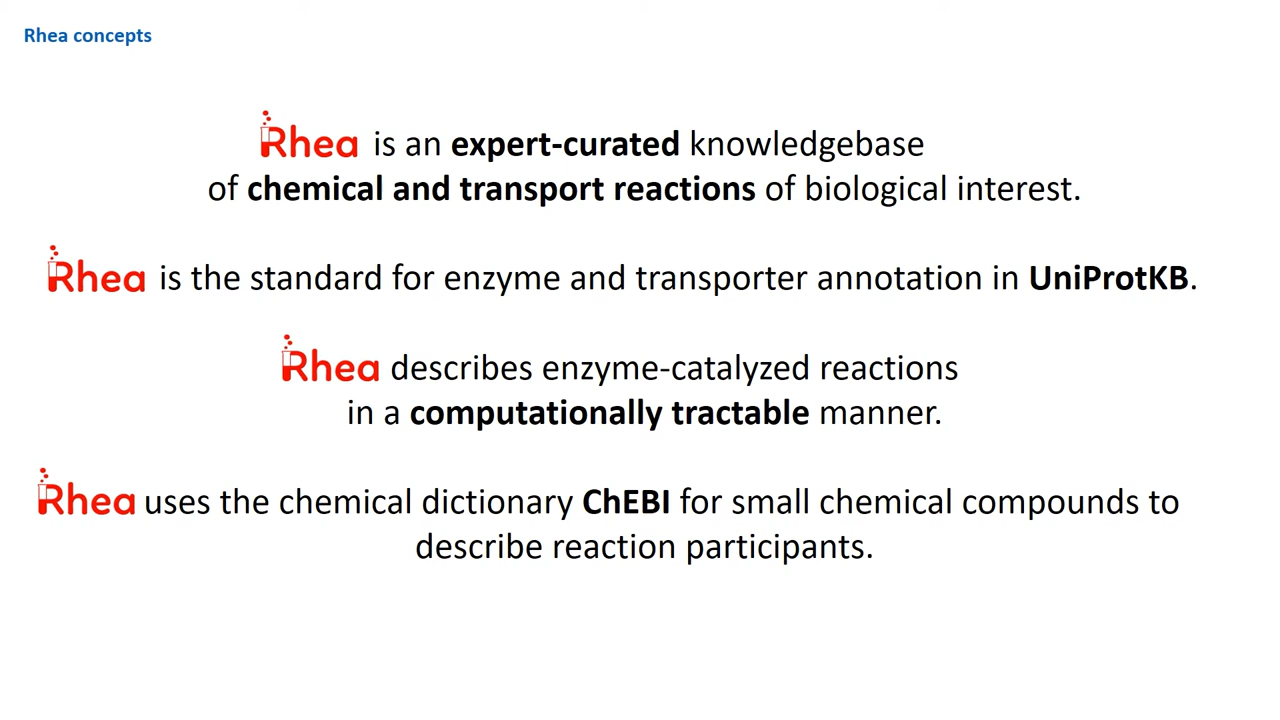 Rhea concepts
Rhea is an expert-curated knowledgebase
of chemical and transport reactions of biological interest.
Rhea is the standard for enzyme and transporter annotation in UniProtKB.
Rhea describes enzyme-catalyzed reactions
in a computationally tractable manner.
Rhea uses the chemical dictionary ChEBI for small chemical compounds to
describe reaction participants.